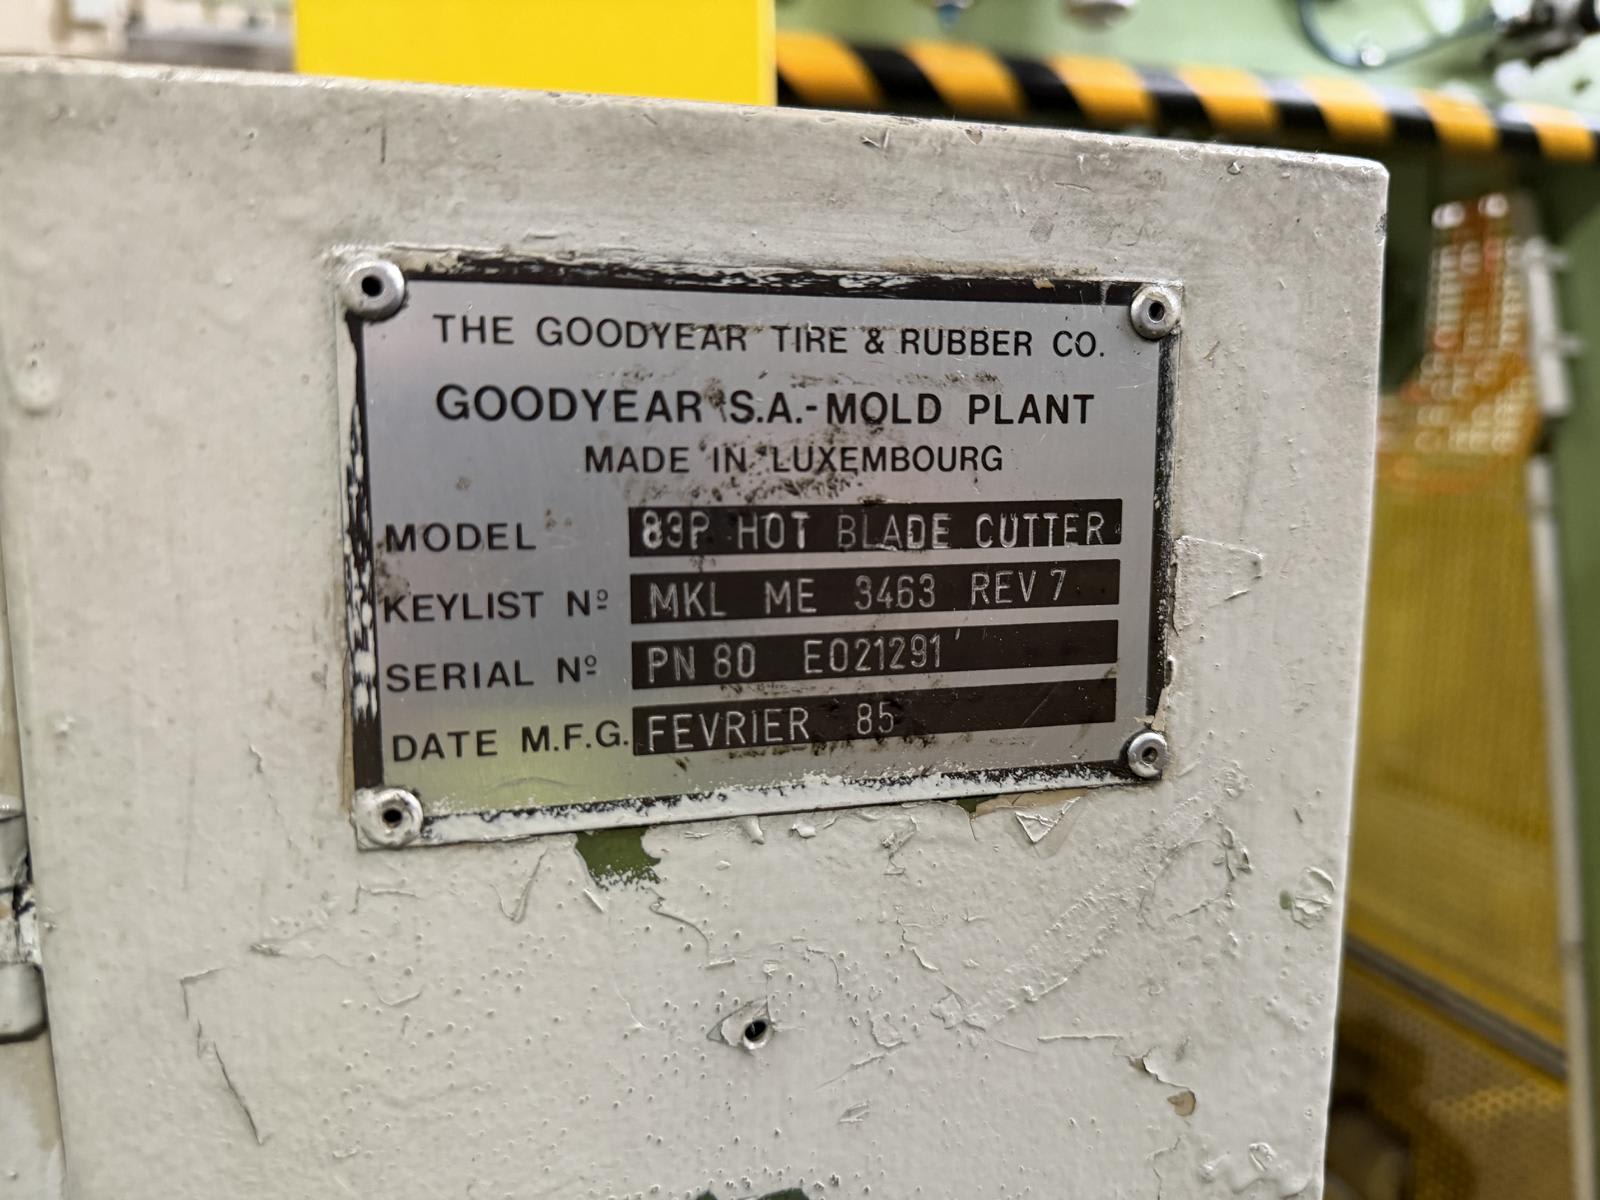 THE GOODYEAR TIRE & RUBBER CO.
GOODYEAR S.A.-MOLD PLANT
MADE IN LUXEMBOURG
MODEL 83P HOT BLADE CUTTER
KEYLIST Nº MKL ME 3463 REV 7
SERIAL Nº PN 80 E021291
DATE M.F.G. FEVRIER 85